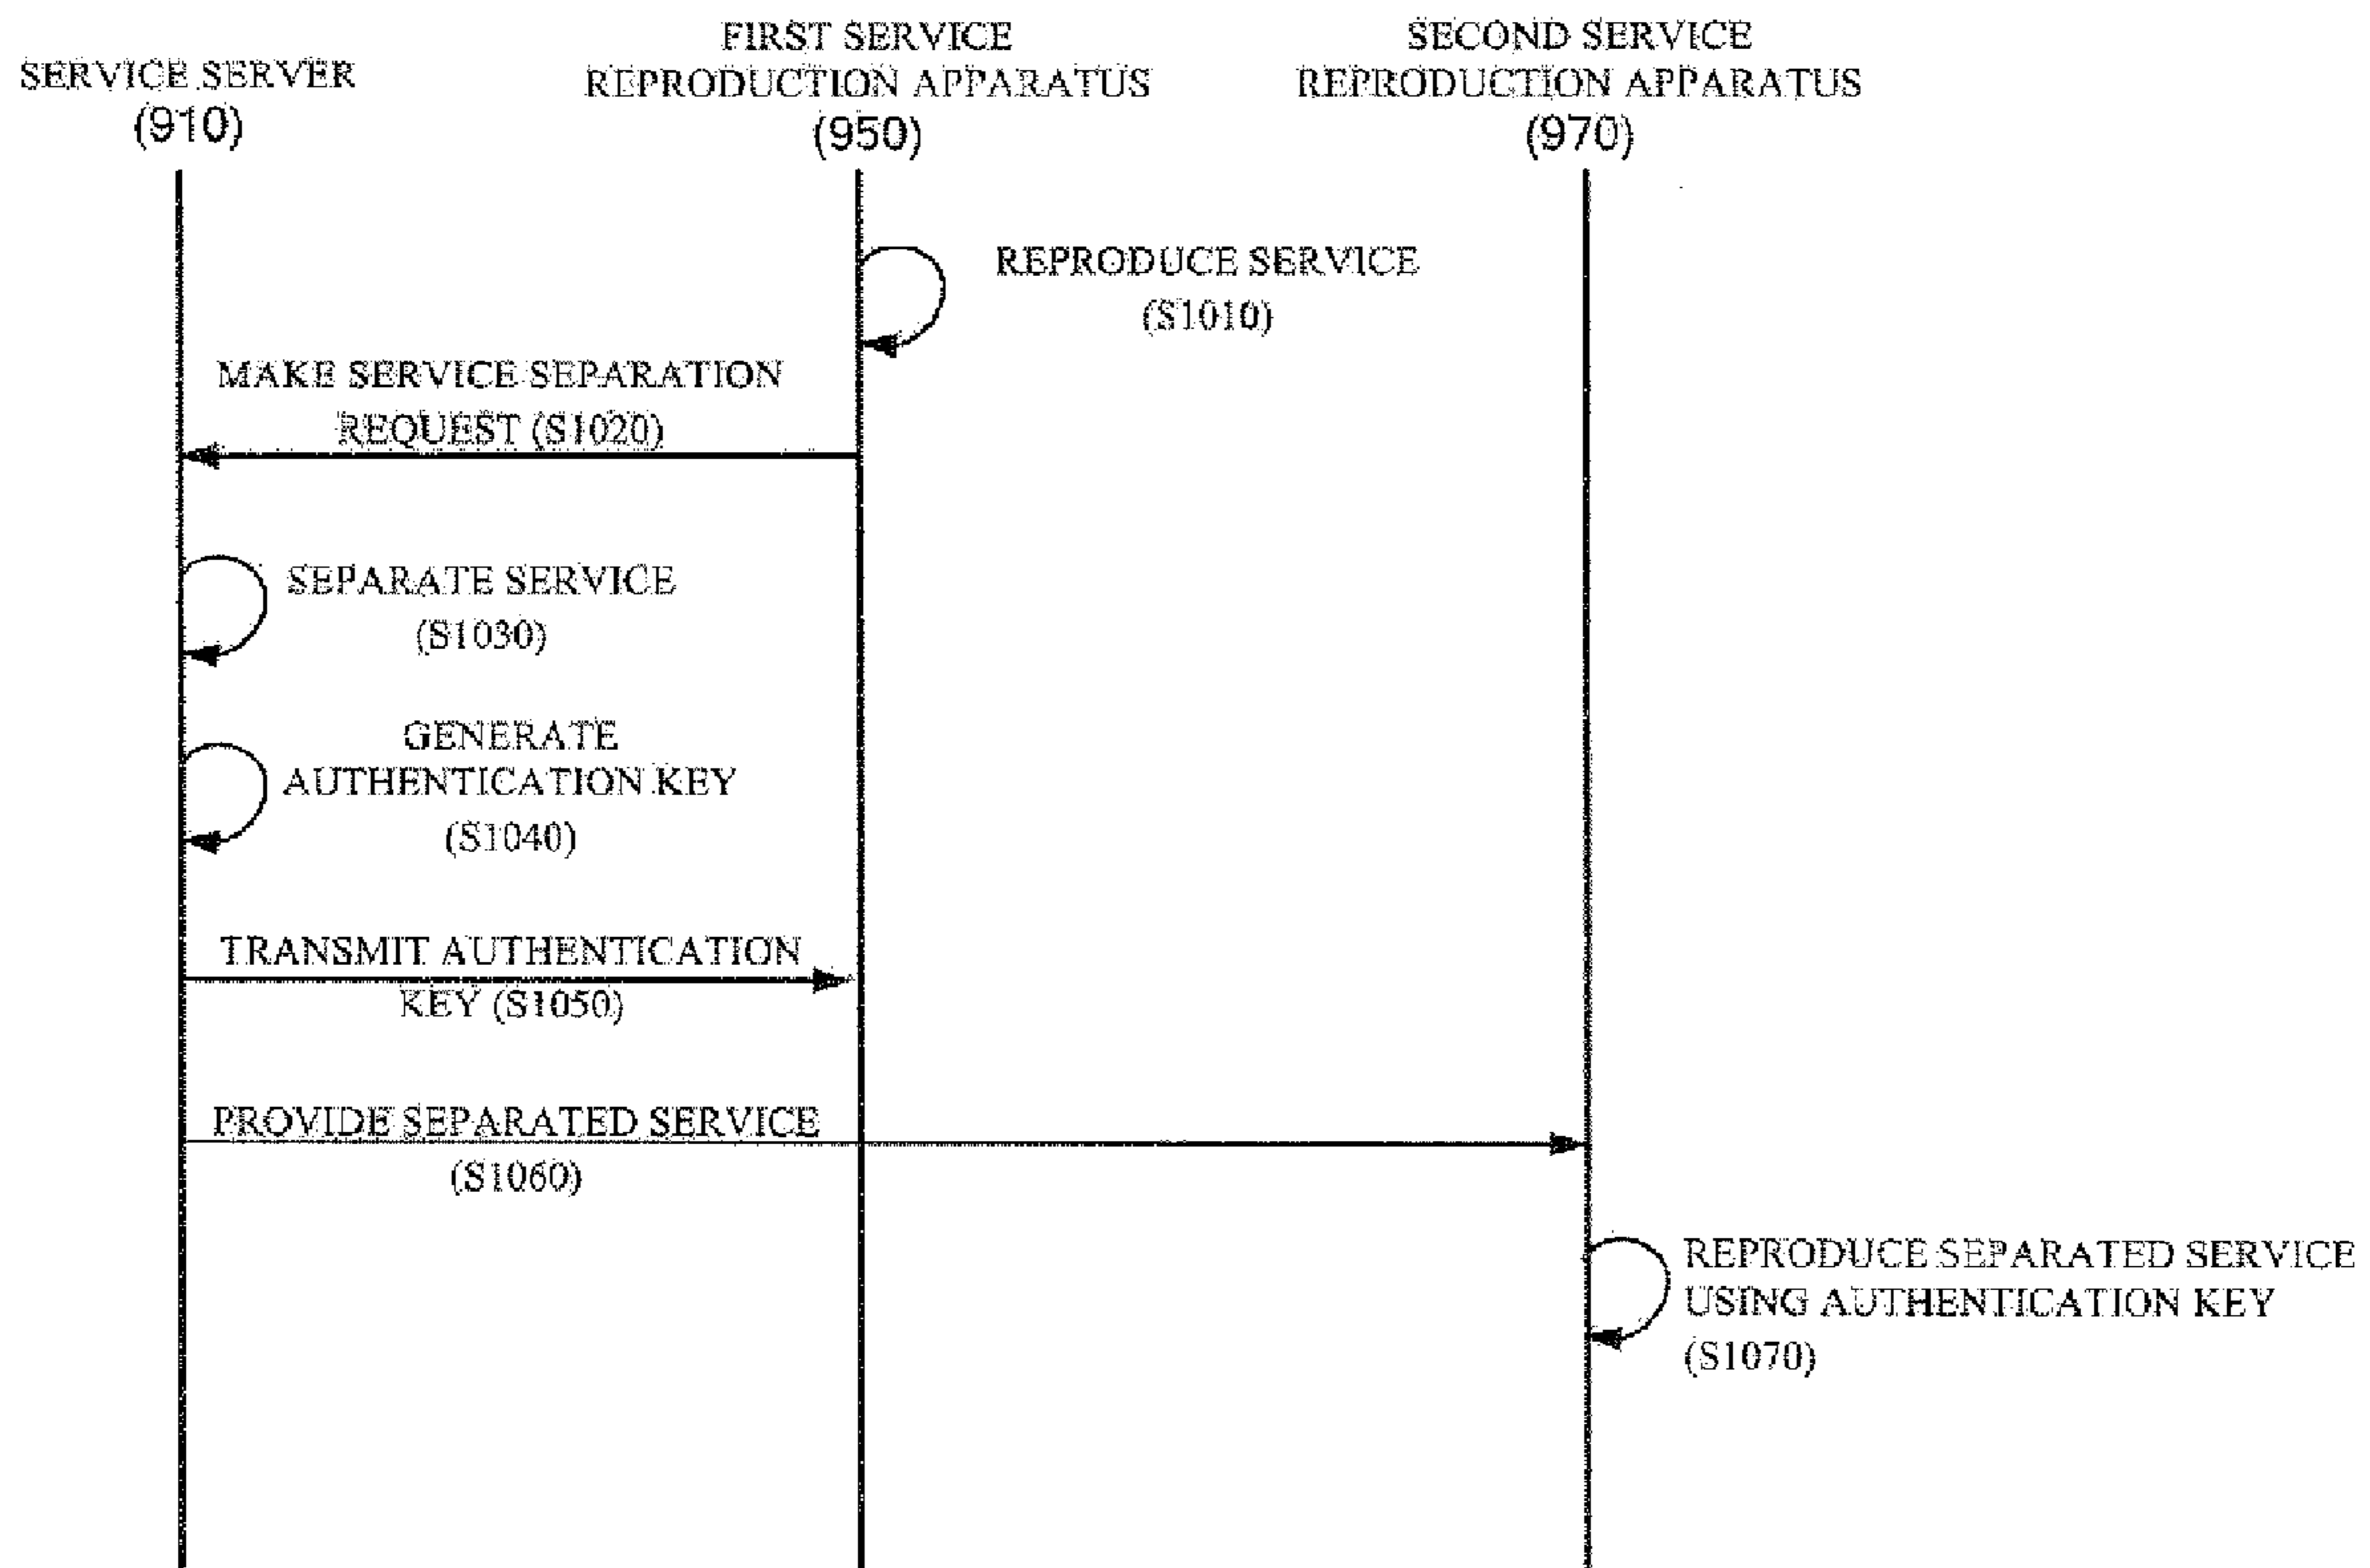 SERVICE SERVER
(910)
FIRST SERVICE
REPRODUCTION APPARATUS
(950)
SECOND SERVICE
REPRODUCTION APPARATUS
(970)
REPRODUCE SERVICE
(S1010)
MAKE SERVICE SEPARATION
REQUEST (S1020)
SEPARATE SERVICE
(S1030)
GENERATE
AUTHENTICATION KEY
(S1040)
TRANSMIT AUTHENTICATION
KEY (S1050)
PROVIDE SEPARATED SERVICE
(S1060)
REPRODUCE SEPARATED SERVICE
USING AUTHENTICATION KEY
(S1070)